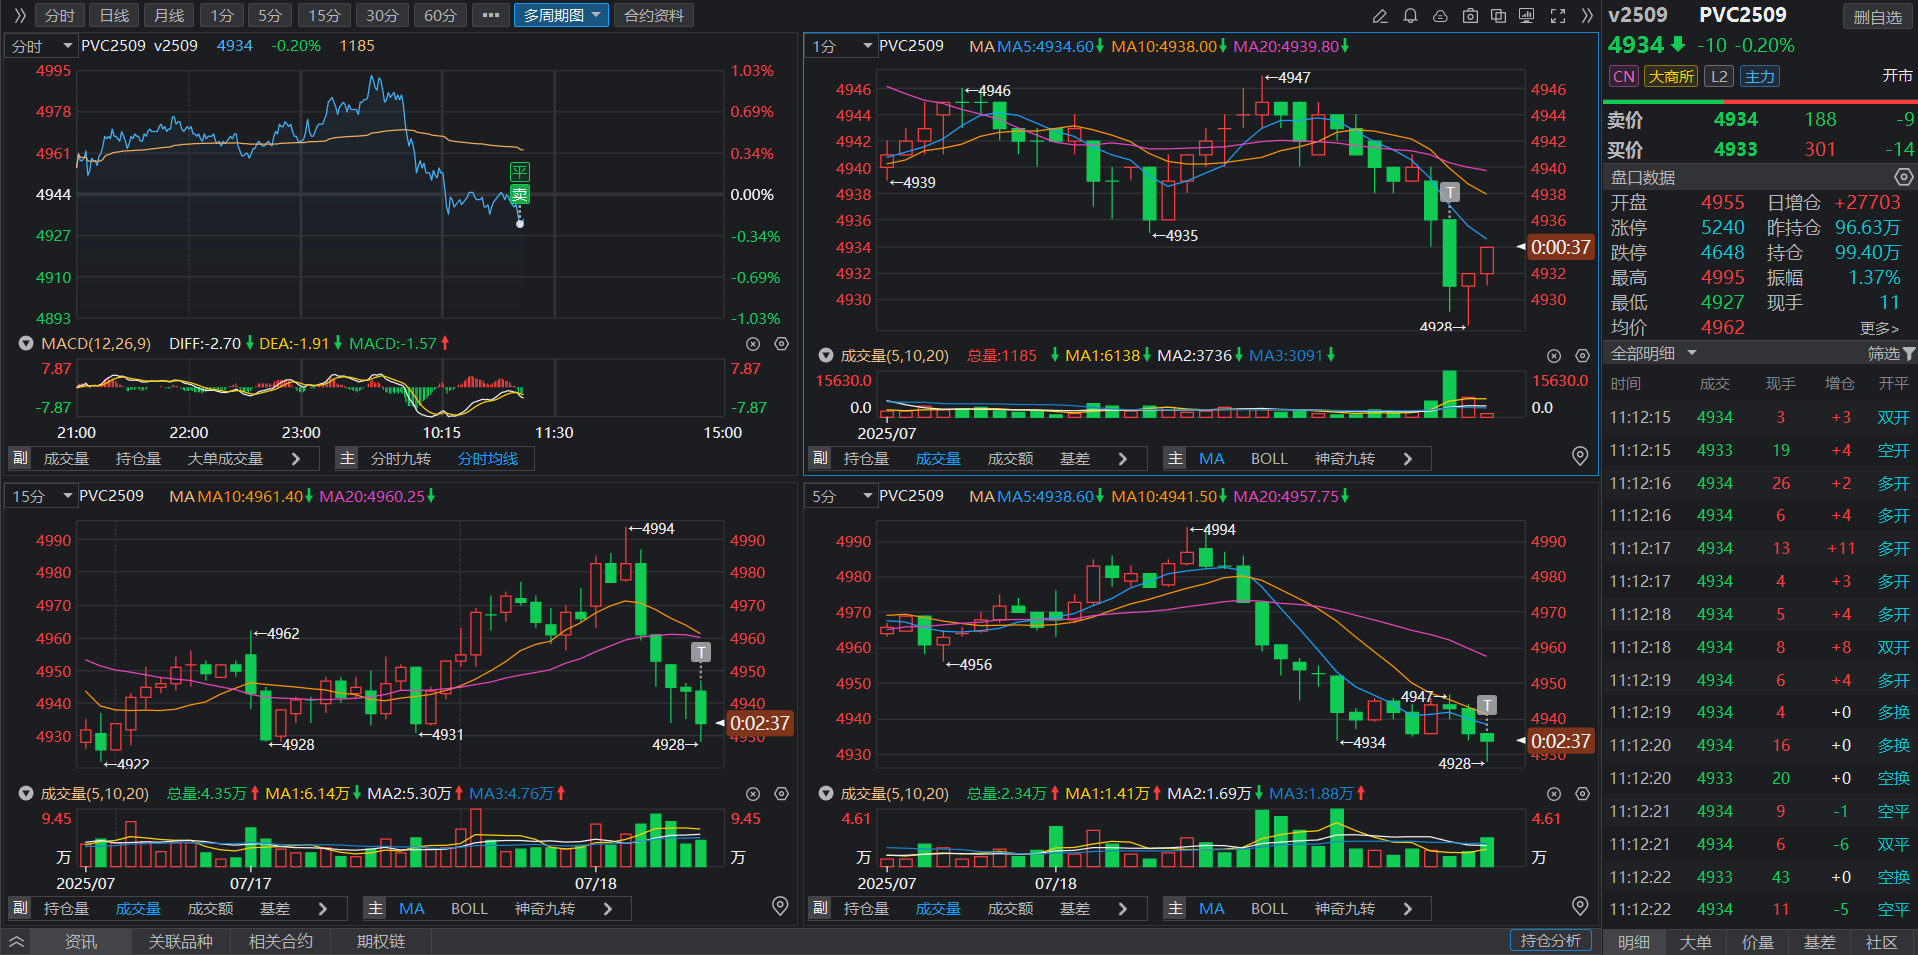 分时 日线 月线 1分 5分 15分 30分 60分 ••• 多周期图 合约资料
分时 PVC2509 v2509 4934 -0.20% 1185
4995 1.03%
4978 0.69%
4961 0.34%
4944 0.00%
4927 -0.34%
4910 -0.69%
4893 -1.03%
平
卖
MACD(12,26,9) DIFF:-2.70 DEA:-1.91 MACD:-1.57
7.87 7.87
-7.87 -7.87
21:00 22:00 23:00 10:15 11:30 15:00
副 成交量 持仓量 大单成交量 主 分时九转 分时均线
1分 PVC2509 MA MA5:4934.60 MA10:4938.00 MA20:4939.80
4946 4946
4944 4944
4942 4942
4940 4940
4938 4938
4936 4936
4934 0:00:37
4932 4932
4930 4930
←4946
←4947
←4939
←4935
T
4928→
成交量(5,10,20) 总量:1185 MA1:6138 MA2:3736 MA3:3091
15630.0 15630.0
0.0 0.0
2025/07
副 持仓量 成交量 成交额 基差 主 MA BOLL 神奇九转
15分 PVC2509 MA MA10:4961.40 MA20:4960.25
4990 4990
4980 4980
4970 4970
4960 4960
4950 4950
4940 4940
4930 4930
0:02:37
←4994
←4962
T
←4931
←4928
4928→
←4922
成交量(5,10,20) 总量:4.35万 MA1:6.14万 MA2:5.30万 MA3:4.76万
9.45 9.45
万 万
2025/07 07/17 07/18
副 持仓量 成交量 成交额 基差 主 MA BOLL 神奇九转
5分 PVC2509 MA MA5:4938.60 MA10:4941.50 MA20:4957.75
4990 4990
4980 4980
4970 4970
4960 4960
4950 4950
4940 4940
4930 4930
0:02:37
←4994
←4956
4947→
T
←4934
4928→
成交量(5,10,20) 总量:2.34万 MA1:1.41万 MA2:1.69万 MA3:1.88万
4.61 4.61
万 万
2025/07 07/18
副 持仓量 成交量 成交额 基差 主 MA BOLL 神奇九转
资讯 关联品种 相关合约 期权链 持仓分析
v2509 PVC2509 删自选
4934 -10 -0.20%
CN 大商所 L2 主力 开市
卖价 4934 188 -9
买价 4933 301 -14
盘口数据
开盘 4955 日增仓 +27703
涨停 5240 昨持仓 96.63万
跌停 4648 持仓 99.40万
最高 4995 振幅 1.37%
最低 4927 现手 11
均价 4962 更多>
全部明细 筛选
时间 成交 现手 增仓 开平
11:12:15 4934 3 +3 双开
11:12:15 4933 19 +4 空开
11:12:16 4934 26 +2 多开
11:12:16 4934 6 +4 多开
11:12:17 4934 13 +11 多开
11:12:17 4934 4 +3 多开
11:12:18 4934 5 +4 多开
11:12:18 4934 8 +8 双开
11:12:19 4934 6 +4 多开
11:12:19 4934 4 +0 多换
11:12:20 4934 16 +0 多换
11:12:20 4933 20 +0 空换
11:12:21 4934 9 -1 空平
11:12:21 4934 6 -6 双平
11:12:22 4933 43 +0 空换
11:12:22 4934 11 -5 空平
明细 大单 价量 基差 社区